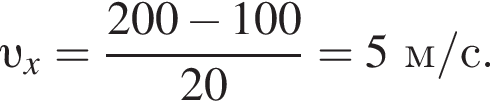 υₓ = (200 − 100)/20 = 5 м/с.